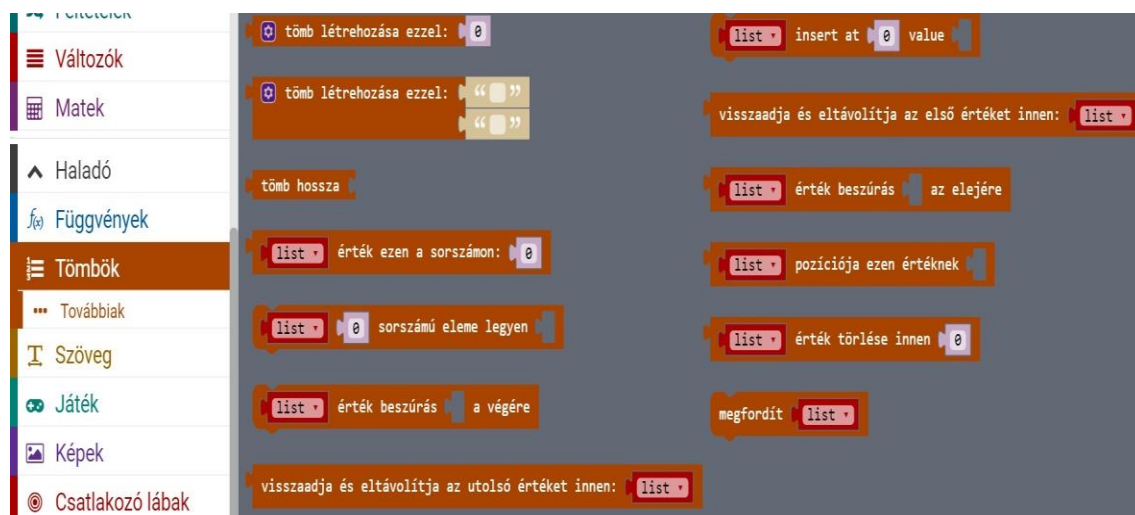 Feltételek
Változók
Matek
Haladó
f(x) Függvények
Tömbök
Továbbiak
Szöveg
Játék
Képek
Csatlakozó lábak
tömb létrehozása ezzel: 0
tömb létrehozása ezzel: “ ”
“ ”
tömb hossza
list érték ezen a sorszámon: 0
list 0 sorszámú eleme legyen
list érték beszúrás a végére
visszaadja és eltávolítja az utolsó értéket innen: list
list insert at 0 value
visszaadja és eltávolítja az első értéket innen: list
list érték beszúrás az elejére
list pozíciója ezen értéknek
list érték törlése innen 0
megfordít list